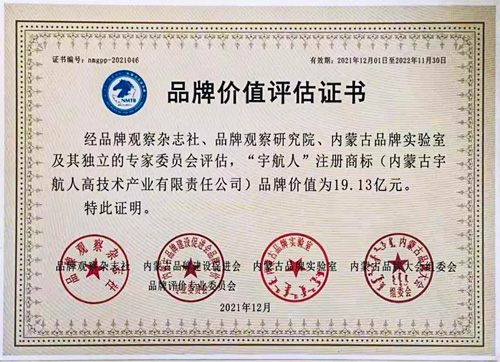 证书编号：nmgpp-2021046
有效期：2021年12月01日至2022年11月30日
NMTB
品牌价值评估证书
经品牌观察杂志社、品牌观察研究院、内蒙古品牌实验室
及其独立的专家委员会评估，“宇航人”注册商标（内蒙古宇
航人高技术产业有限责任公司）品牌价值为19.13亿元。
特此证明。
品牌观察杂志社
内蒙古品牌建设促进会
品牌评价专业委员会
内蒙古品牌实验室
内蒙古品牌大会组委会
组委会
2021年12月